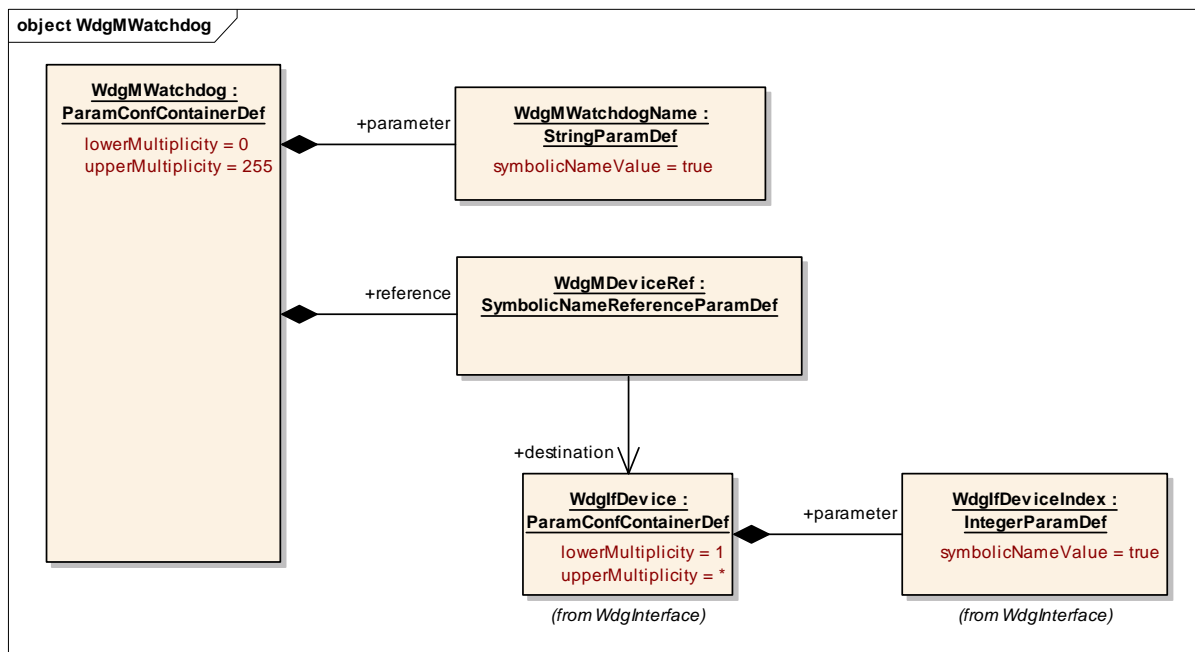 object WdgMWatchdog
WdgMWatchdog :
ParamConfContainerDef
lowerMultiplicity = 0
upperMultiplicity = 255
+parameter
WdgMWatchdogName :
StringParamDef
symbolicNameValue = true
+reference
WdgMDeviceRef :
SymbolicNameReferenceParamDef
+destination
WdgIfDevice :
ParamConfContainerDef
lowerMultiplicity = 1
upperMultiplicity = *
(from WdgInterface)
+parameter
WdgIfDeviceIndex :
IntegerParamDef
symbolicNameValue = true
(from WdgInterface)